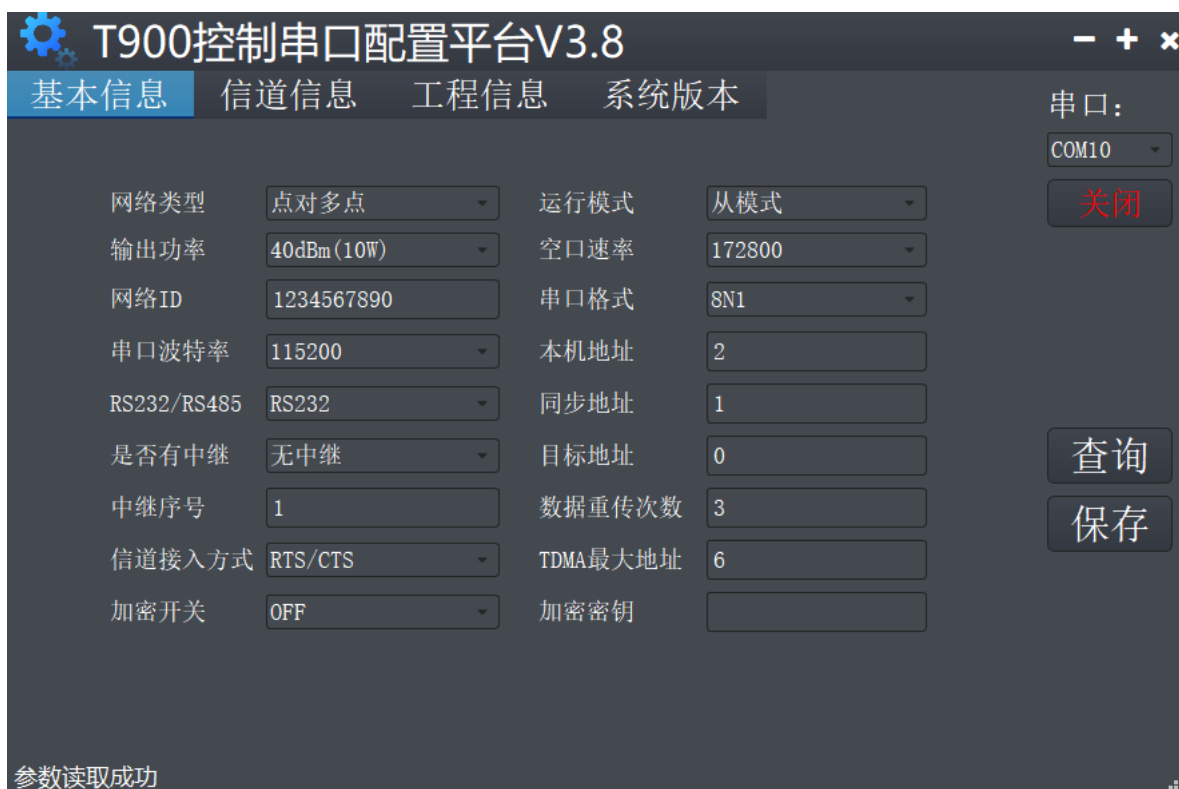 T900控制串口配置平台V3.8
基本信息 信道信息 工程信息 系统版本
串口：
COM10
关闭
网络类型 点对多点 运行模式 从模式
输出功率 40dBm(10W) 空口速率 172800
网络ID 1234567890 串口格式 8N1
串口波特率 115200 本机地址 2
RS232/RS485 RS232 同步地址 1
是否有中继 无中继 目标地址 0
中继序号 1 数据重传次数 3
信道接入方式 RTS/CTS TDMA最大地址 6
加密开关 OFF 加密密钥
查询
保存
参数读取成功